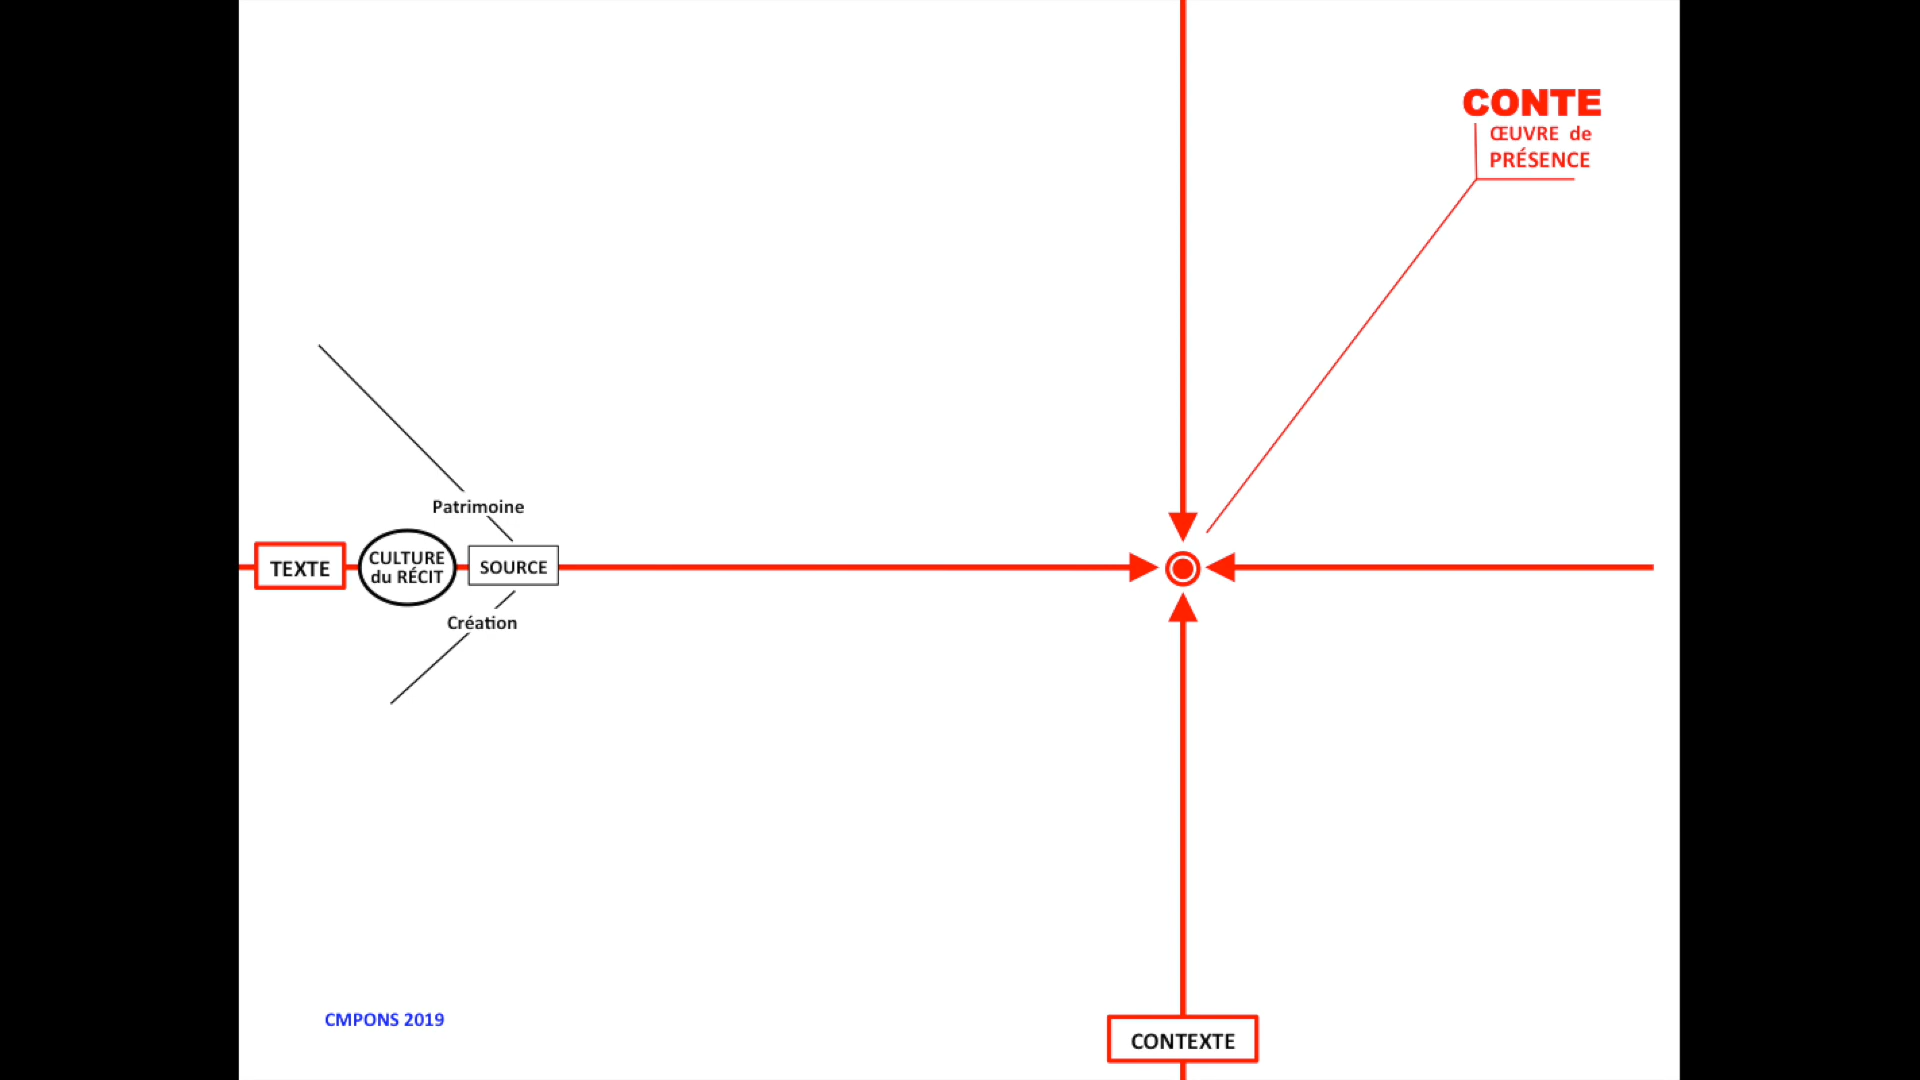 CONTE
ŒUVRE de
PRÉSENCE
Patrimoine
TEXTE
CULTURE
du RÉCIT
SOURCE
Création
CMPONS 2019
CONTEXTE